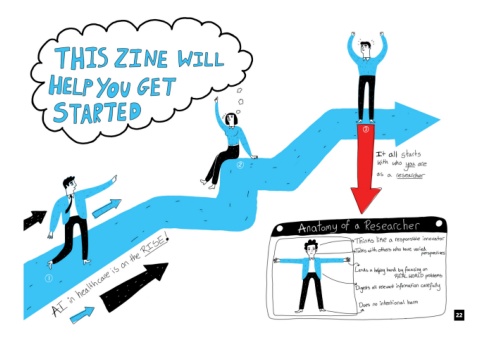 THIS ZINE WILL
HELP YOU GET
STARTED
3
It all starts
with who you are
as a researcher
2
1
AI in healthcare is on the RISE!
Anatomy of a Researcher
Thinks like a responsible innovator
Works with others who have varied
perspectives
Lends a helping hand by focusing on
REAL WORLD problems
Digests all relevant information carefully
Does no intentional harm
22